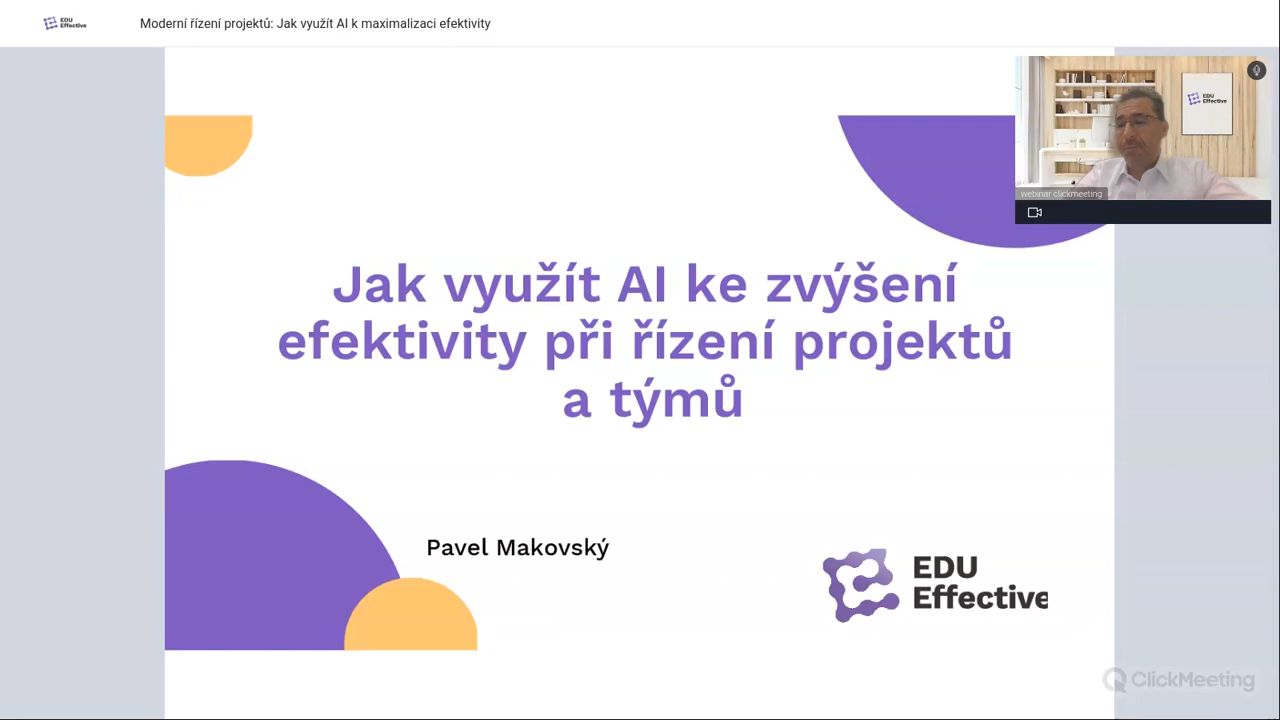 EDU
Effective
Moderní řízení projektů: Jak využít AI k maximalizaci efektivity
EDU
Effective
webinar clickmeeting
Jak využít AI ke zvýšení
efektivity při řízení projektů
a týmů
Pavel Makovský
EDU
Effective
ClickMeeting